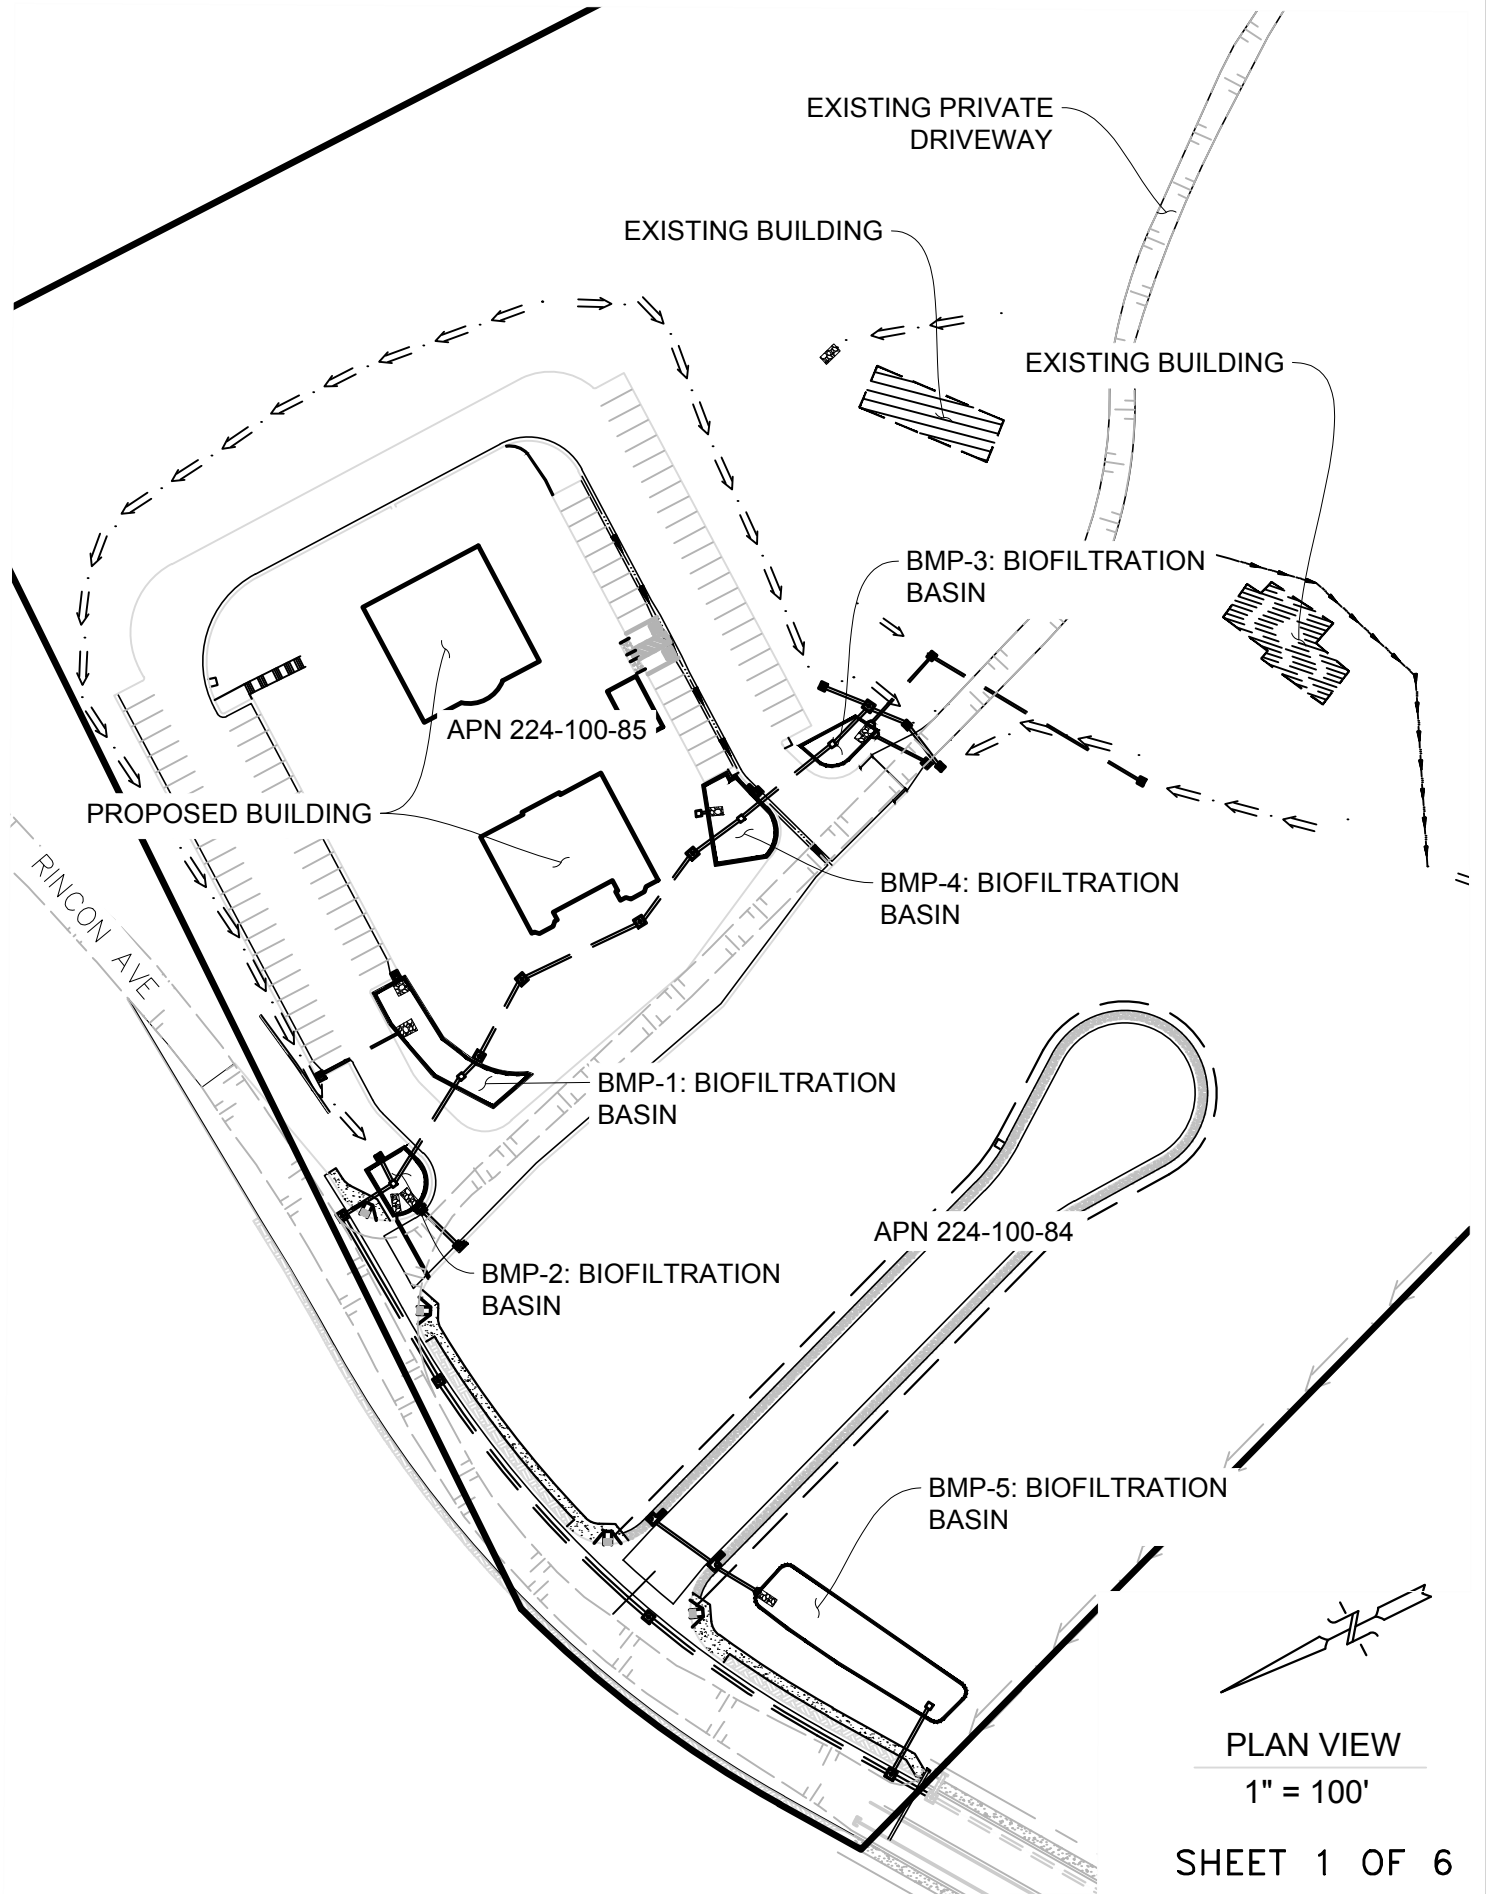 EXISTING PRIVATE
DRIVEWAY
EXISTING BUILDING
EXISTING BUILDING
BMP-3: BIOFILTRATION
BASIN
APN 224-100-85
PROPOSED BUILDING
RINCON AVE
BMP-4: BIOFILTRATION
BASIN
BMP-1: BIOFILTRATION
BASIN
APN 224-100-84
BMP-2: BIOFILTRATION
BASIN
BMP-5: BIOFILTRATION
BASIN
PLAN VIEW
1" = 100'
SHEET 1 OF 6